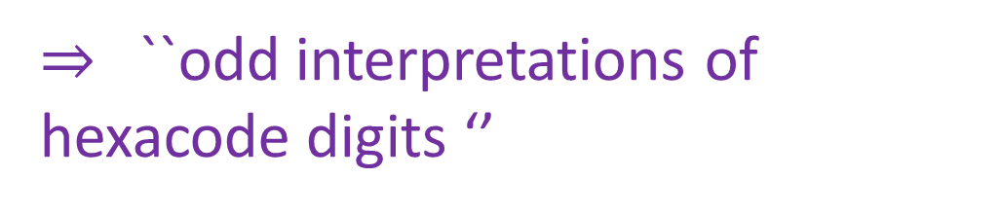 ⇒ ``odd interpretations of
hexacode digits ‘’